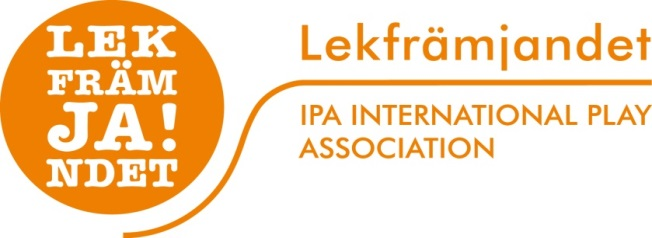 LEK
FRÄM
JA!
NDET
Lekfrämjandet
IPA INTERNATIONAL PLAY
ASSOCIATION